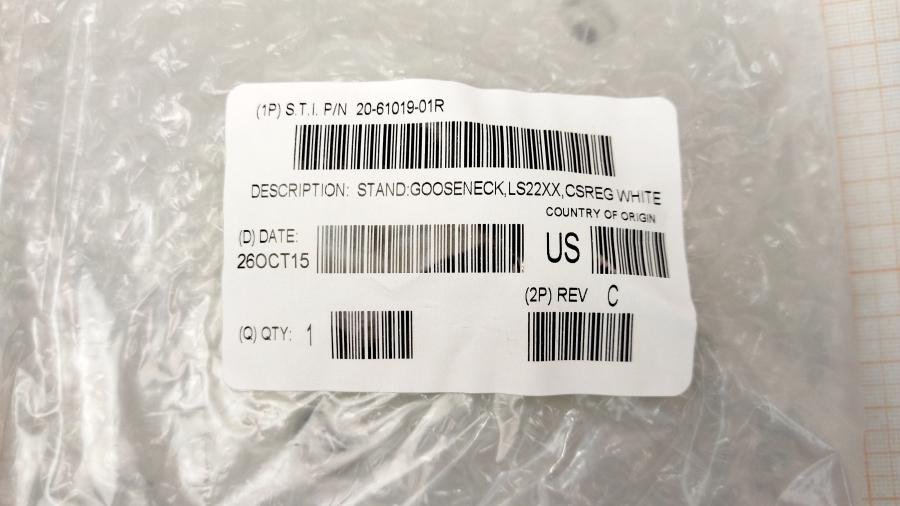 (1P) S.T.I. P/N 20-61019-01R
DESCRIPTION: STAND:GOOSENECK,LS22XX,CSREG WHITE
COUNTRY OF ORIGIN
(D) DATE:
26OCT15
US
(2P) REV C
(Q) QTY: 1